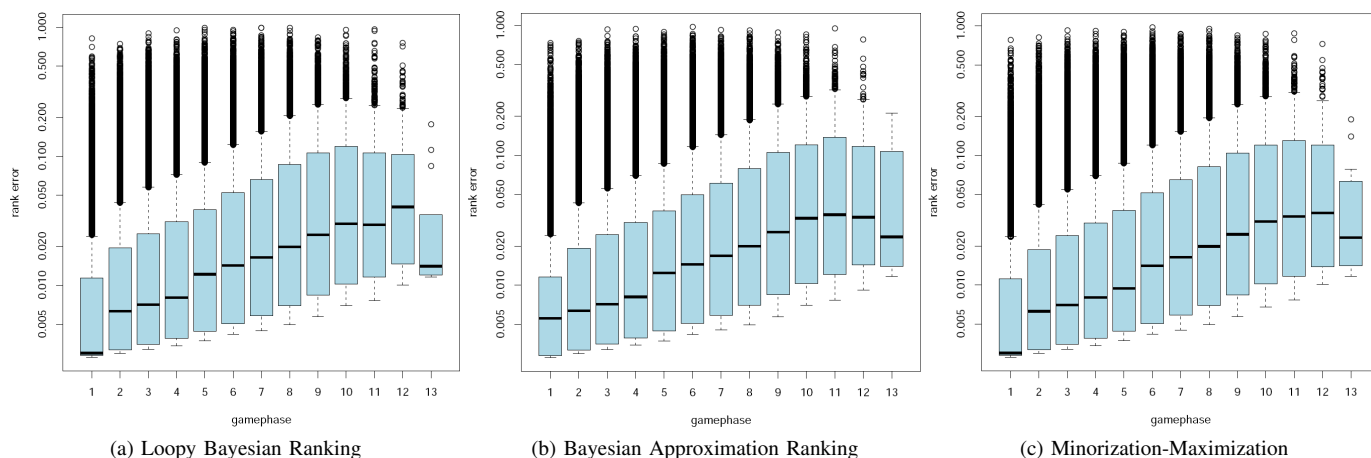 1.000
0.500
0.200
0.100
0.050
0.020
0.010
0.005
rank error
1 2 3 4 5 6 7 8 9 10 11 12 13
gamephase
(a) Loopy Bayesian Ranking
1.000
0.500
0.200
0.100
0.050
0.020
0.010
0.005
rank error
1 2 3 4 5 6 7 8 9 10 11 12 13
gamephase
(b) Bayesian Approximation Ranking
1.000
0.500
0.200
0.100
0.050
0.020
0.010
0.005
rank error
1 2 3 4 5 6 7 8 9 10 11 12 13
gamephase
(c) Minorization-Maximization